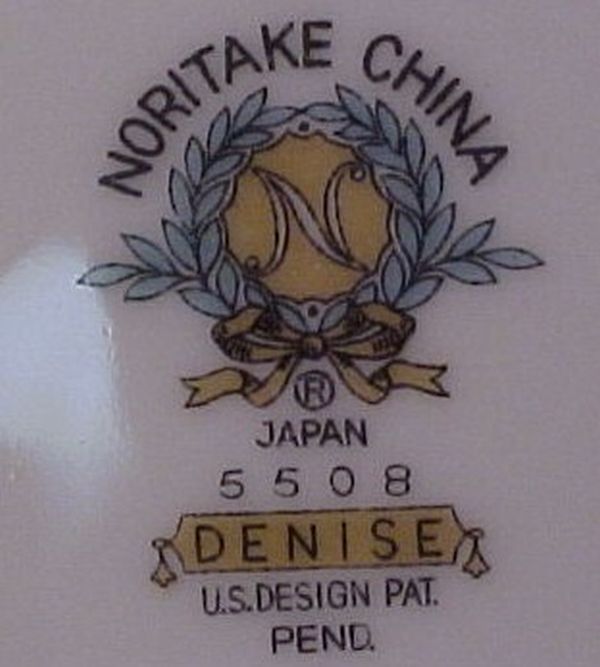 NORITAKE CHINA
N
®
JAPAN
5508
DENISE
U.S.DESIGN PAT.
PEND.